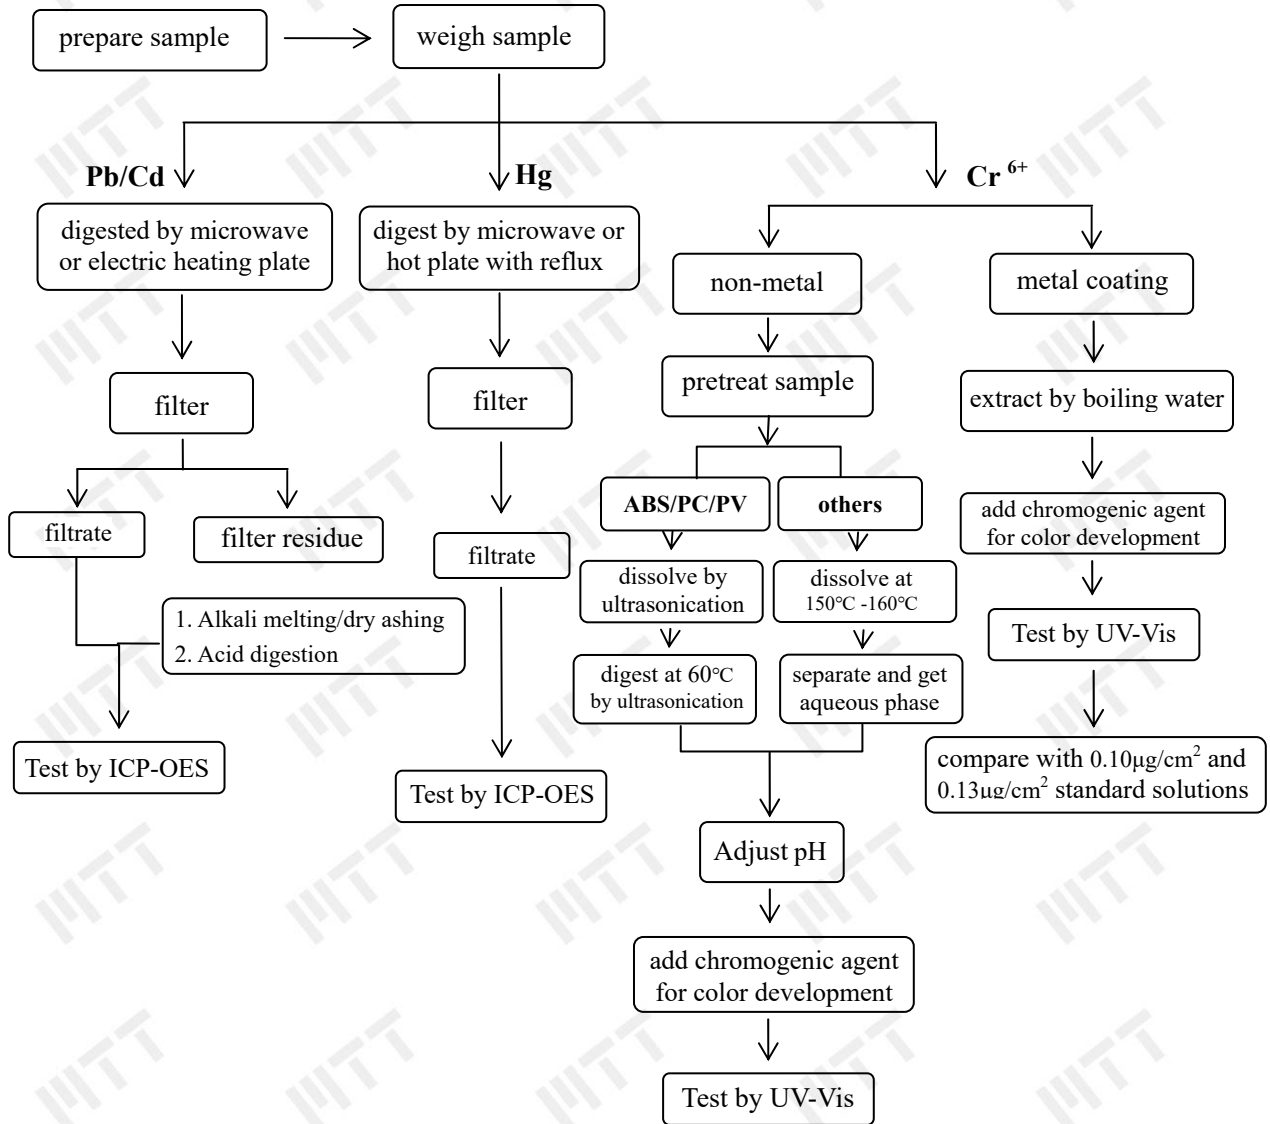 prepare sample
weigh sample
Pb/Cd
Hg
Cr 6+
digested by microwave
or electric heating plate
digest by microwave or
hot plate with reflux
non-metal
metal coating
filter
filter
pretreat sample
extract by boiling water
filtrate
filter residue
filtrate
ABS/PC/PV
others
add chromogenic agent
for color development
dissolve by
ultrasonication
dissolve at
150℃ -160℃
1. Alkali melting/dry ashing
2. Acid digestion
Test by UV-Vis
digest at 60℃
by ultrasonication
separate and get
aqueous phase
Test by ICP-OES
Test by ICP-OES
compare with 0.10μg/cm² and
0.13μg/cm² standard solutions
Adjust pH
add chromogenic agent
for color development
Test by UV-Vis
MTT